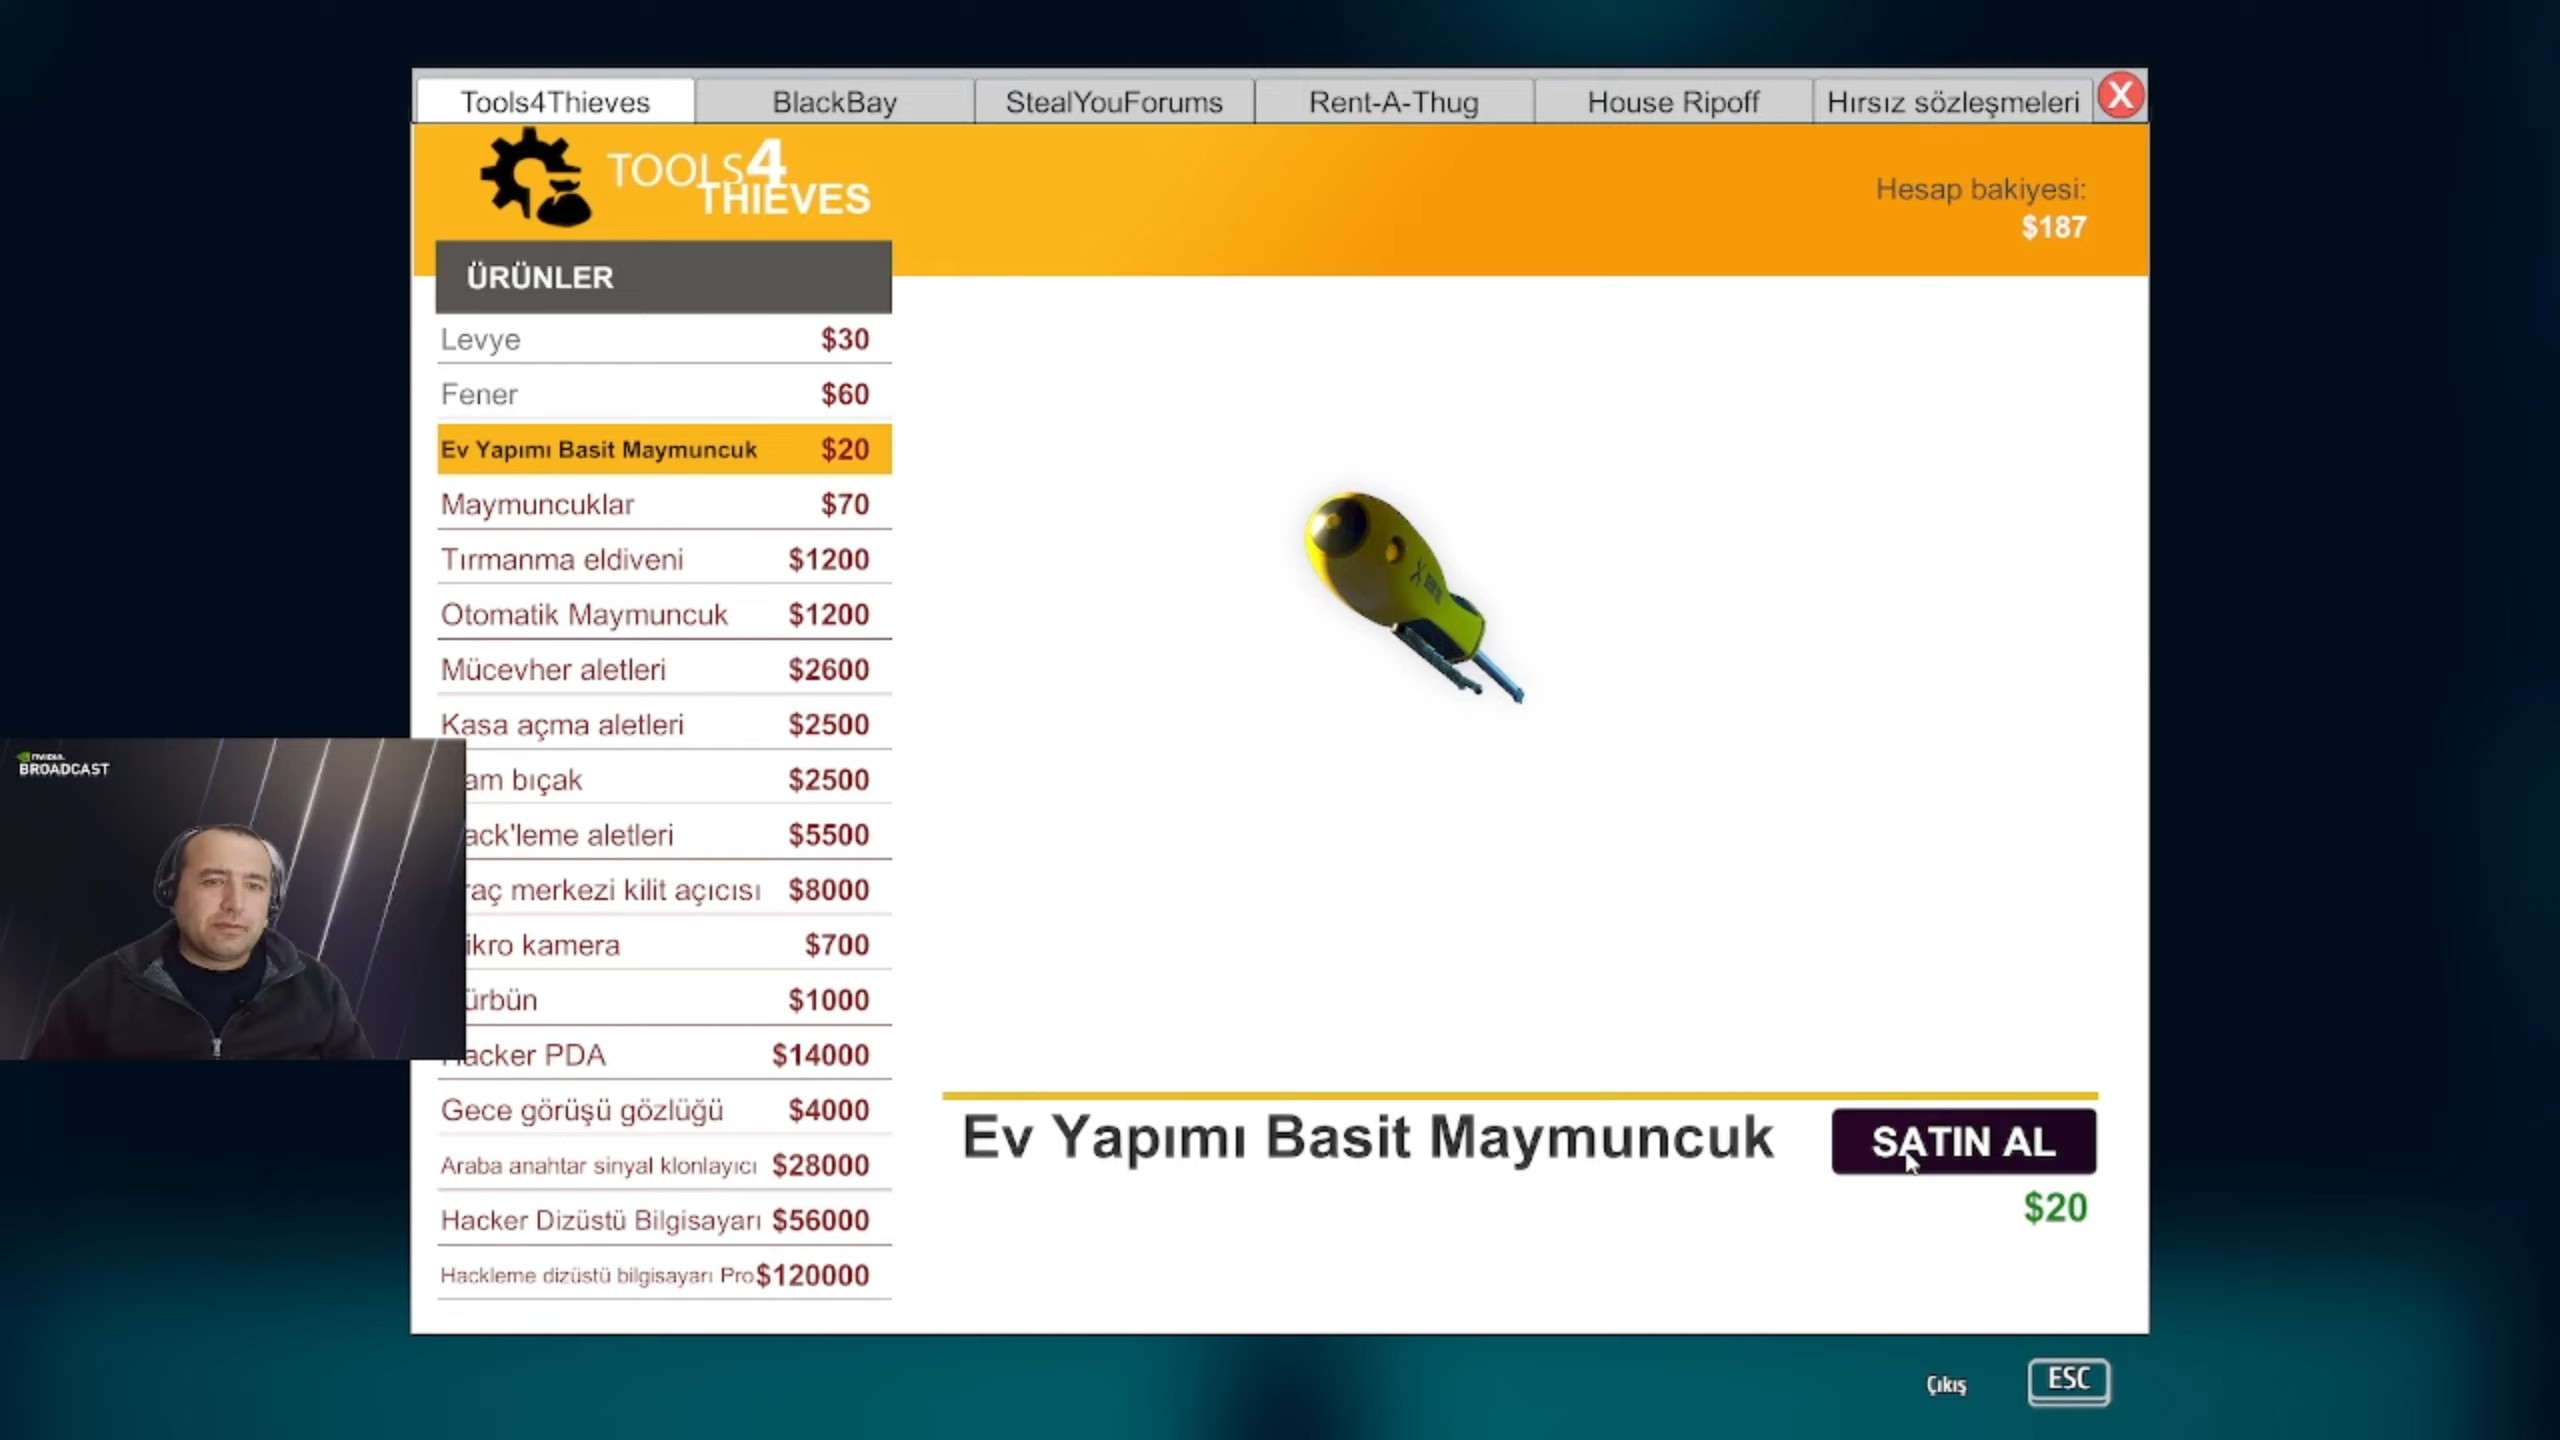 Tools4Thieves
BlackBay
StealYouForums
Rent-A-Thug
House Ripoff
Hırsız sözleşmeleri
X
TOOLS4
THIEVES
Hesap bakiyesi:
$187
ÜRÜNLER
Levye $30
Fener $60
Ev Yapımı Basit Maymuncuk $20
Maymuncuklar $70
Tırmanma eldiveni $1200
Otomatik Maymuncuk $1200
Mücevher aletleri $2600
Kasa açma aletleri $2500
am bıçak $2500
ack'leme aletleri $5500
raç merkezi kilit açıcısı $8000
ikro kamera $700
ürbün $1000
Hacker PDA $14000
Gece görüşü gözlüğü $4000
Araba anahtar sinyal klonlayıcı $28000
Hacker Dizüstü Bilgisayarı $56000
Hackleme dizüstü bilgisayarı Pro $120000
NVIDIA.
BROADCAST
Ev Yapımı Basit Maymuncuk
SATIN AL
$20
Çıkış
ESC